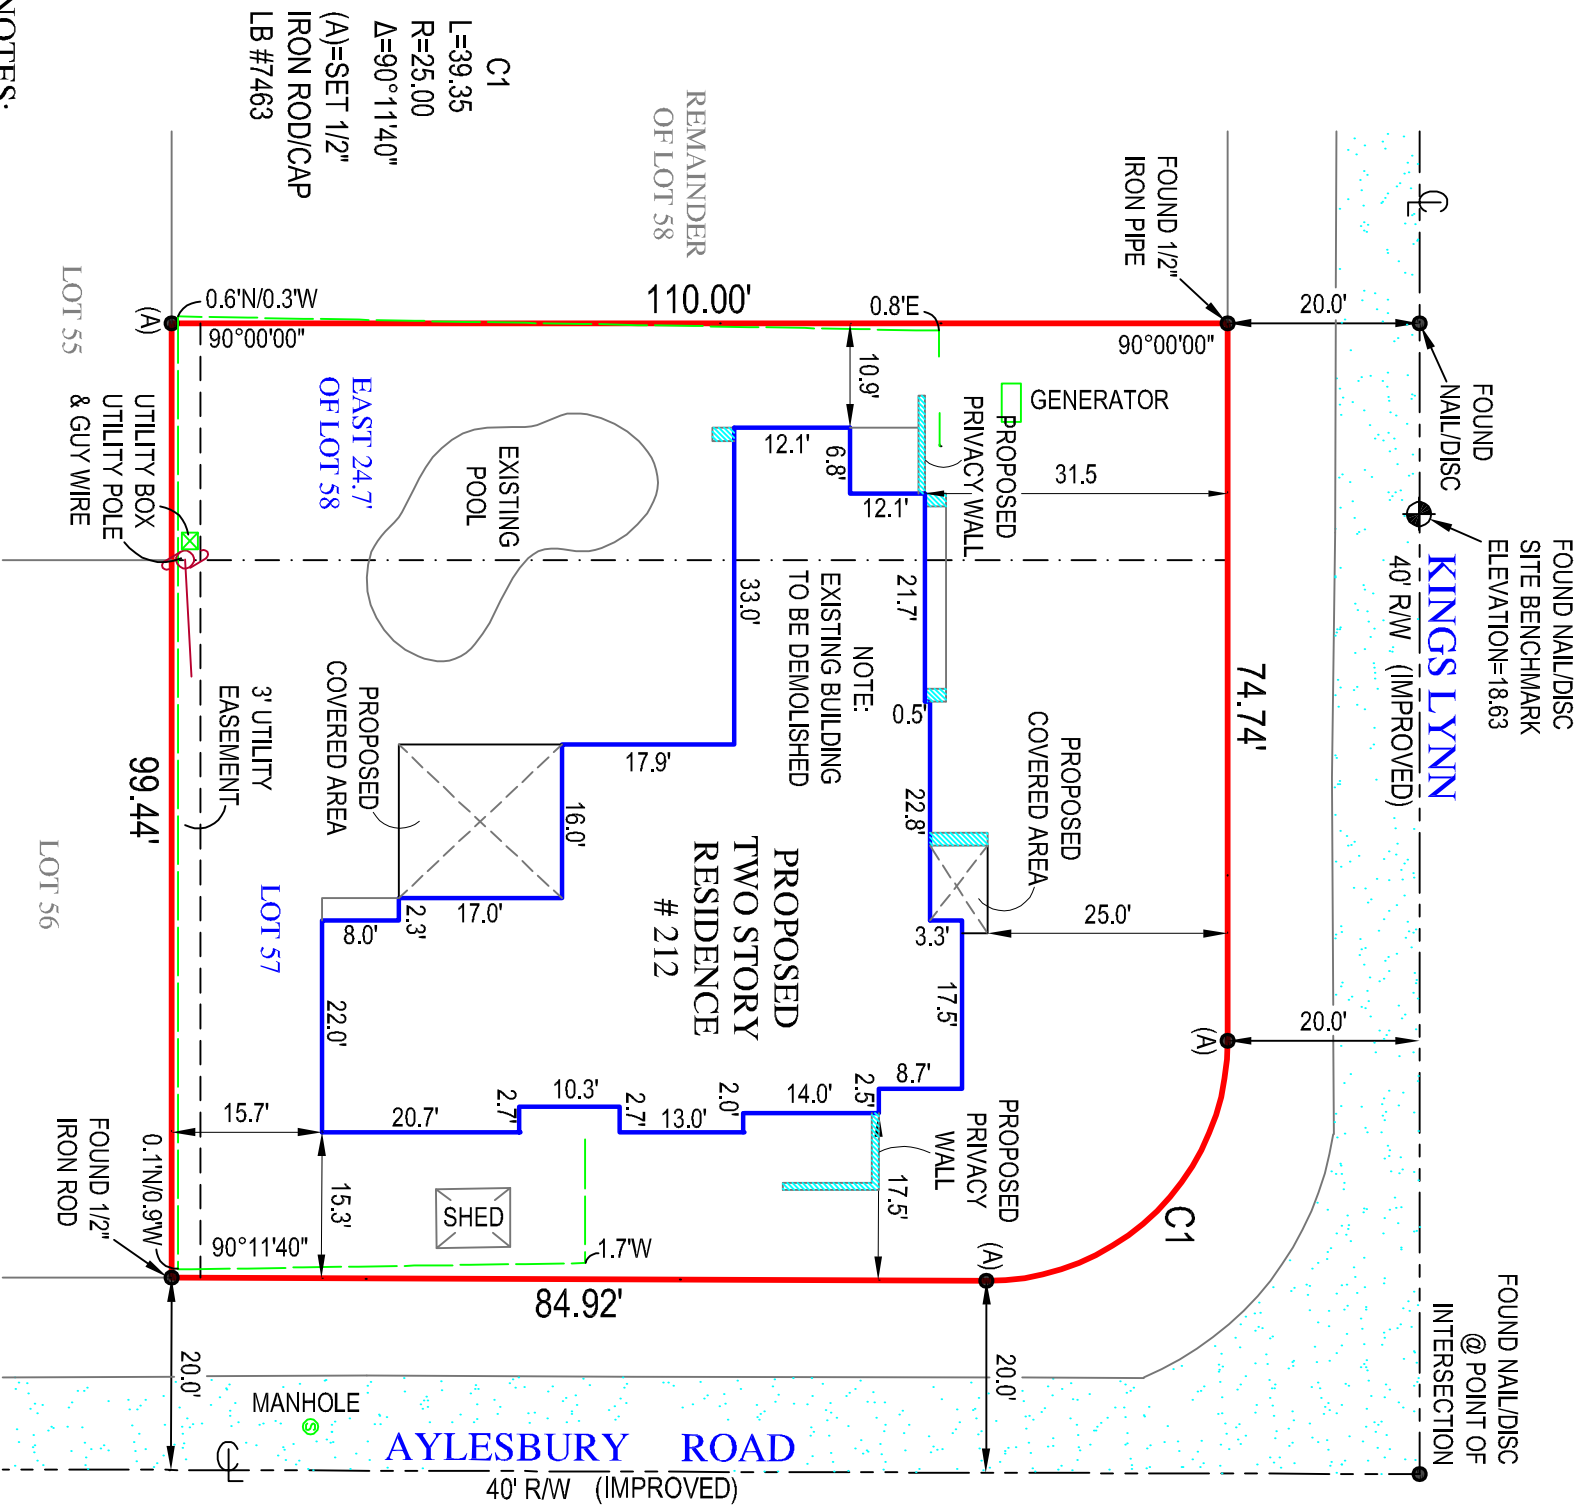 NOTES:
C1
L=39.35
R=25.00
Δ=90°11'40"
(A)=SET 1/2"
IRON ROD/CAP
LB #7463
REMAINDER
OF LOT 58
FOUND 1/2"
IRON PIPE
℄
20.0'
FOUND
NAIL/DISC
FOUND NAIL/DISC
SITE BENCHMARK
ELEVATION=18.63
KINGS LYNN
40' R/W (IMPROVED)
90°00'00"
74.74'
110.00'
0.8'E
0.6'N/0.3'W
(A)
90°00'00"
LOT 55
GENERATOR
PROPOSED
PRIVACY WALL
31.5
10.9'
12.1'
6.8'
12.1'
21.7'
0.5'
22.8'
33.0'
NOTE:
EXISTING BUILDING
TO BE DEMOLISHED
EAST 24.7'
OF LOT 58
EXISTING
POOL
UTILITY BOX
UTILITY POLE
& GUY WIRE
PROPOSED
COVERED AREA
25.0'
3.3'
17.5'
20.0'
(A)
17.9'
16.0'
17.0'
2.3'
8.0'
22.0'
PROPOSED
COVERED AREA
PROPOSED
TWO STORY
RESIDENCE
# 212
3' UTILITY
EASEMENT
99.44'
LOT 57
LOT 56
8.7'
2.5'
14.0'
2.0'
13.0'
2.7'
10.3'
2.7'
20.7'
15.7'
15.3'
PROPOSED
PRIVACY
WALL
17.5'
C1
(A)
SHED
1.7'W
90°11'40"
0.1'N/0.9'W
FOUND 1/2"
IRON ROD
84.92'
20.0'
20.0'
FOUND NAIL/DISC
@ POINT OF
INTERSECTION
MANHOLE
S
℄
AYLESBURY ROAD
40' R/W (IMPROVED)